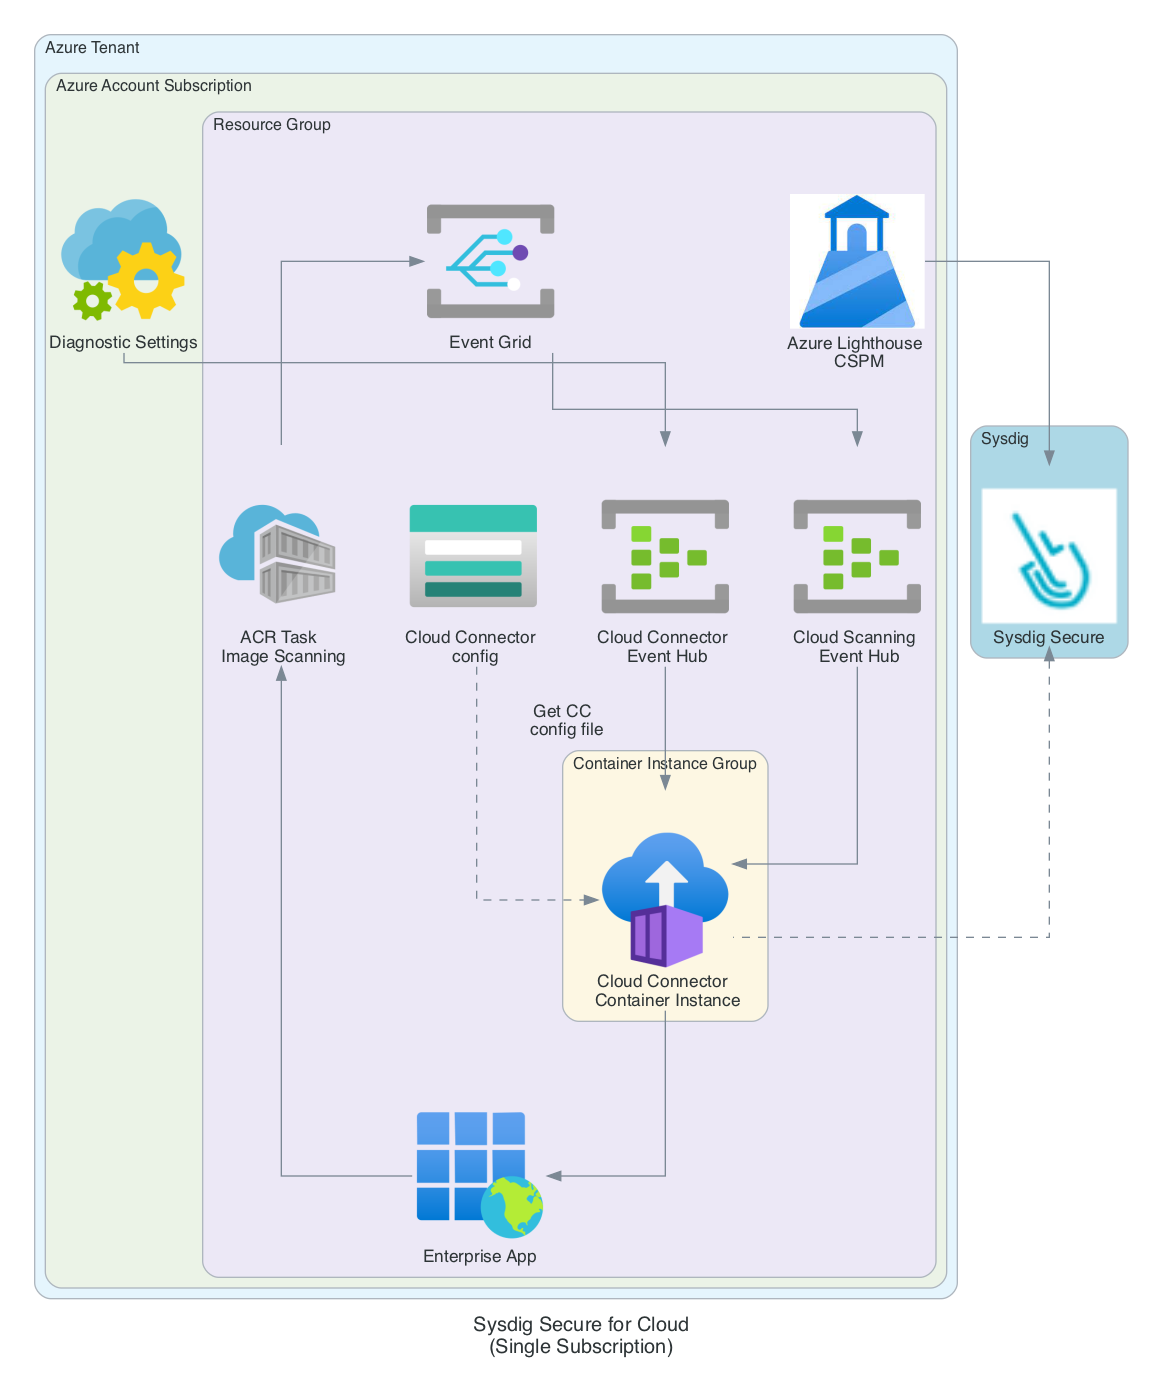 Azure Tenant
Azure Account Subscription
Resource Group
Diagnostic Settings
Event Grid
Azure Lighthouse
CSPM
Sysdig
ACR Task
Image Scanning
Cloud Connector
config
Cloud Connector
Event Hub
Cloud Scanning
Event Hub
Sysdig Secure
Get CC
config file
Container Instance Group
Cloud Connector
Container Instance
Enterprise App
Sysdig Secure for Cloud
(Single Subscription)